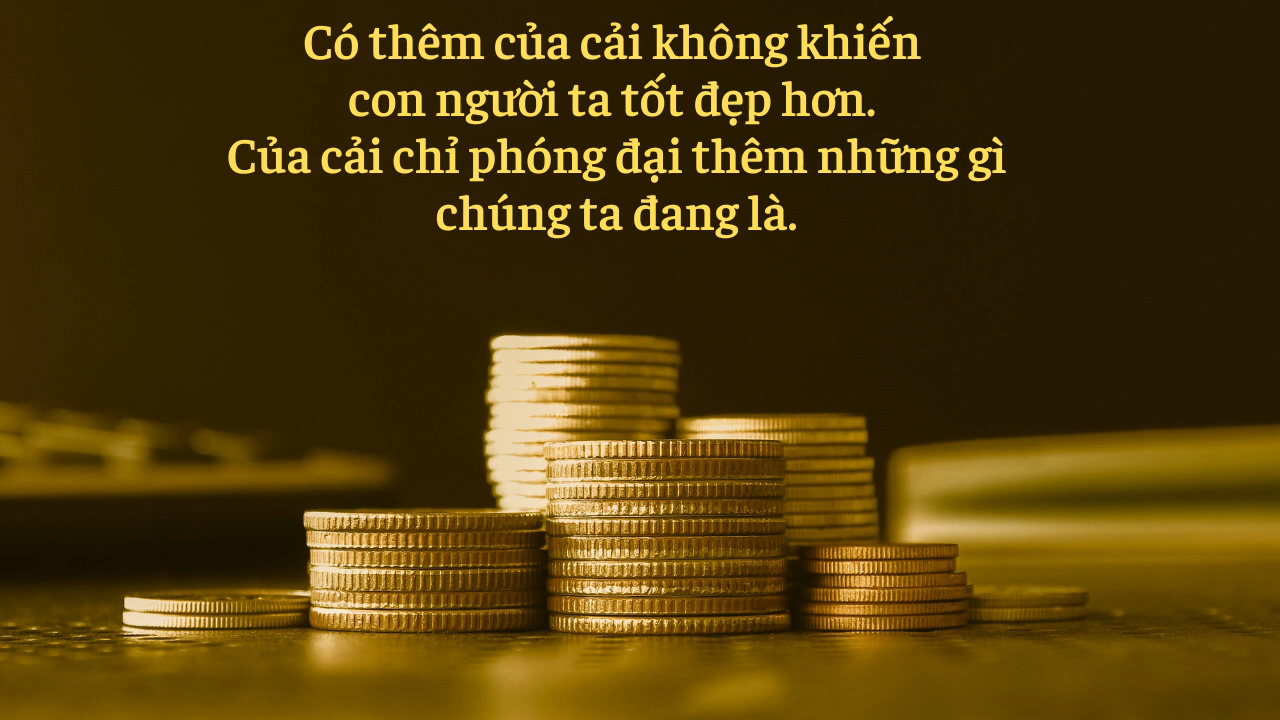 Có thêm của cải không khiến
con người ta tốt đẹp hơn.
Của cải chỉ phóng đại thêm những gì
chúng ta đang là.